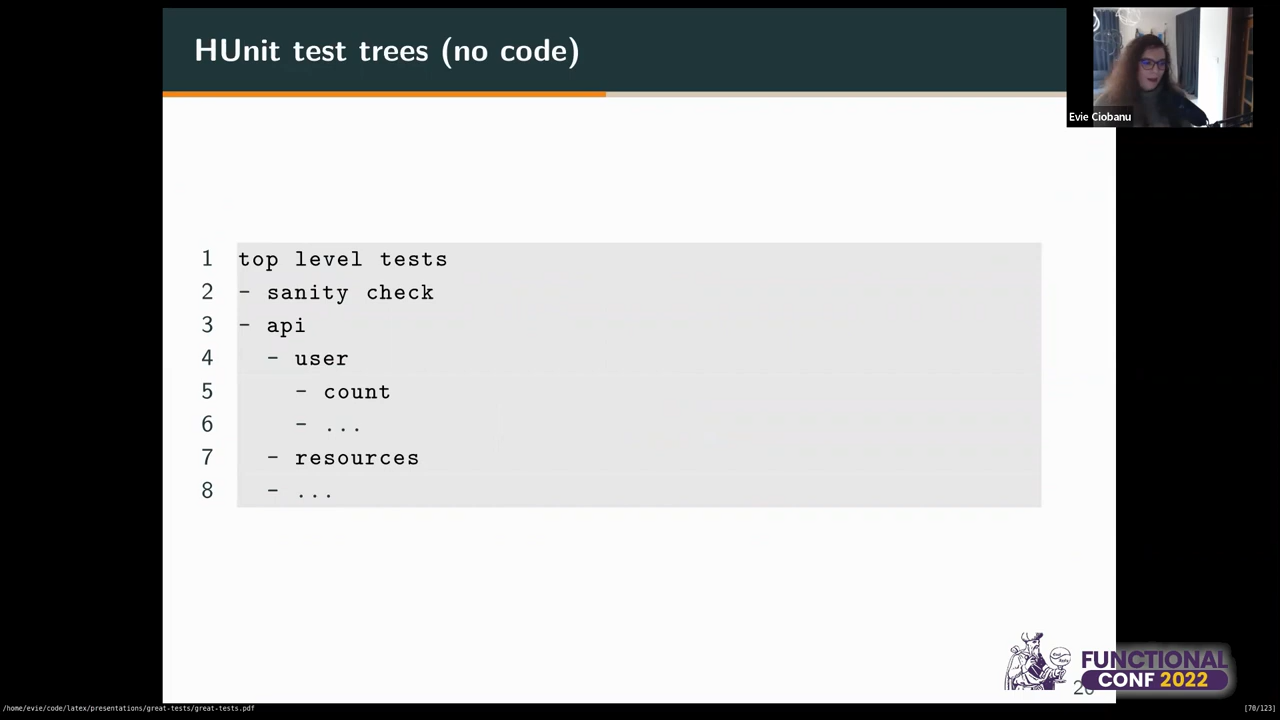 HUnit test trees (no code)
Evie Ciobanu
1 top level tests
2 - sanity check
3 - api
4 - user
5 - count
6 - ...
7 - resources
8 - ...
FUNCTIONAL
CONF 2022
/home/evie/code/latex/presentations/great-tests/great-tests.pdf
[70/123]